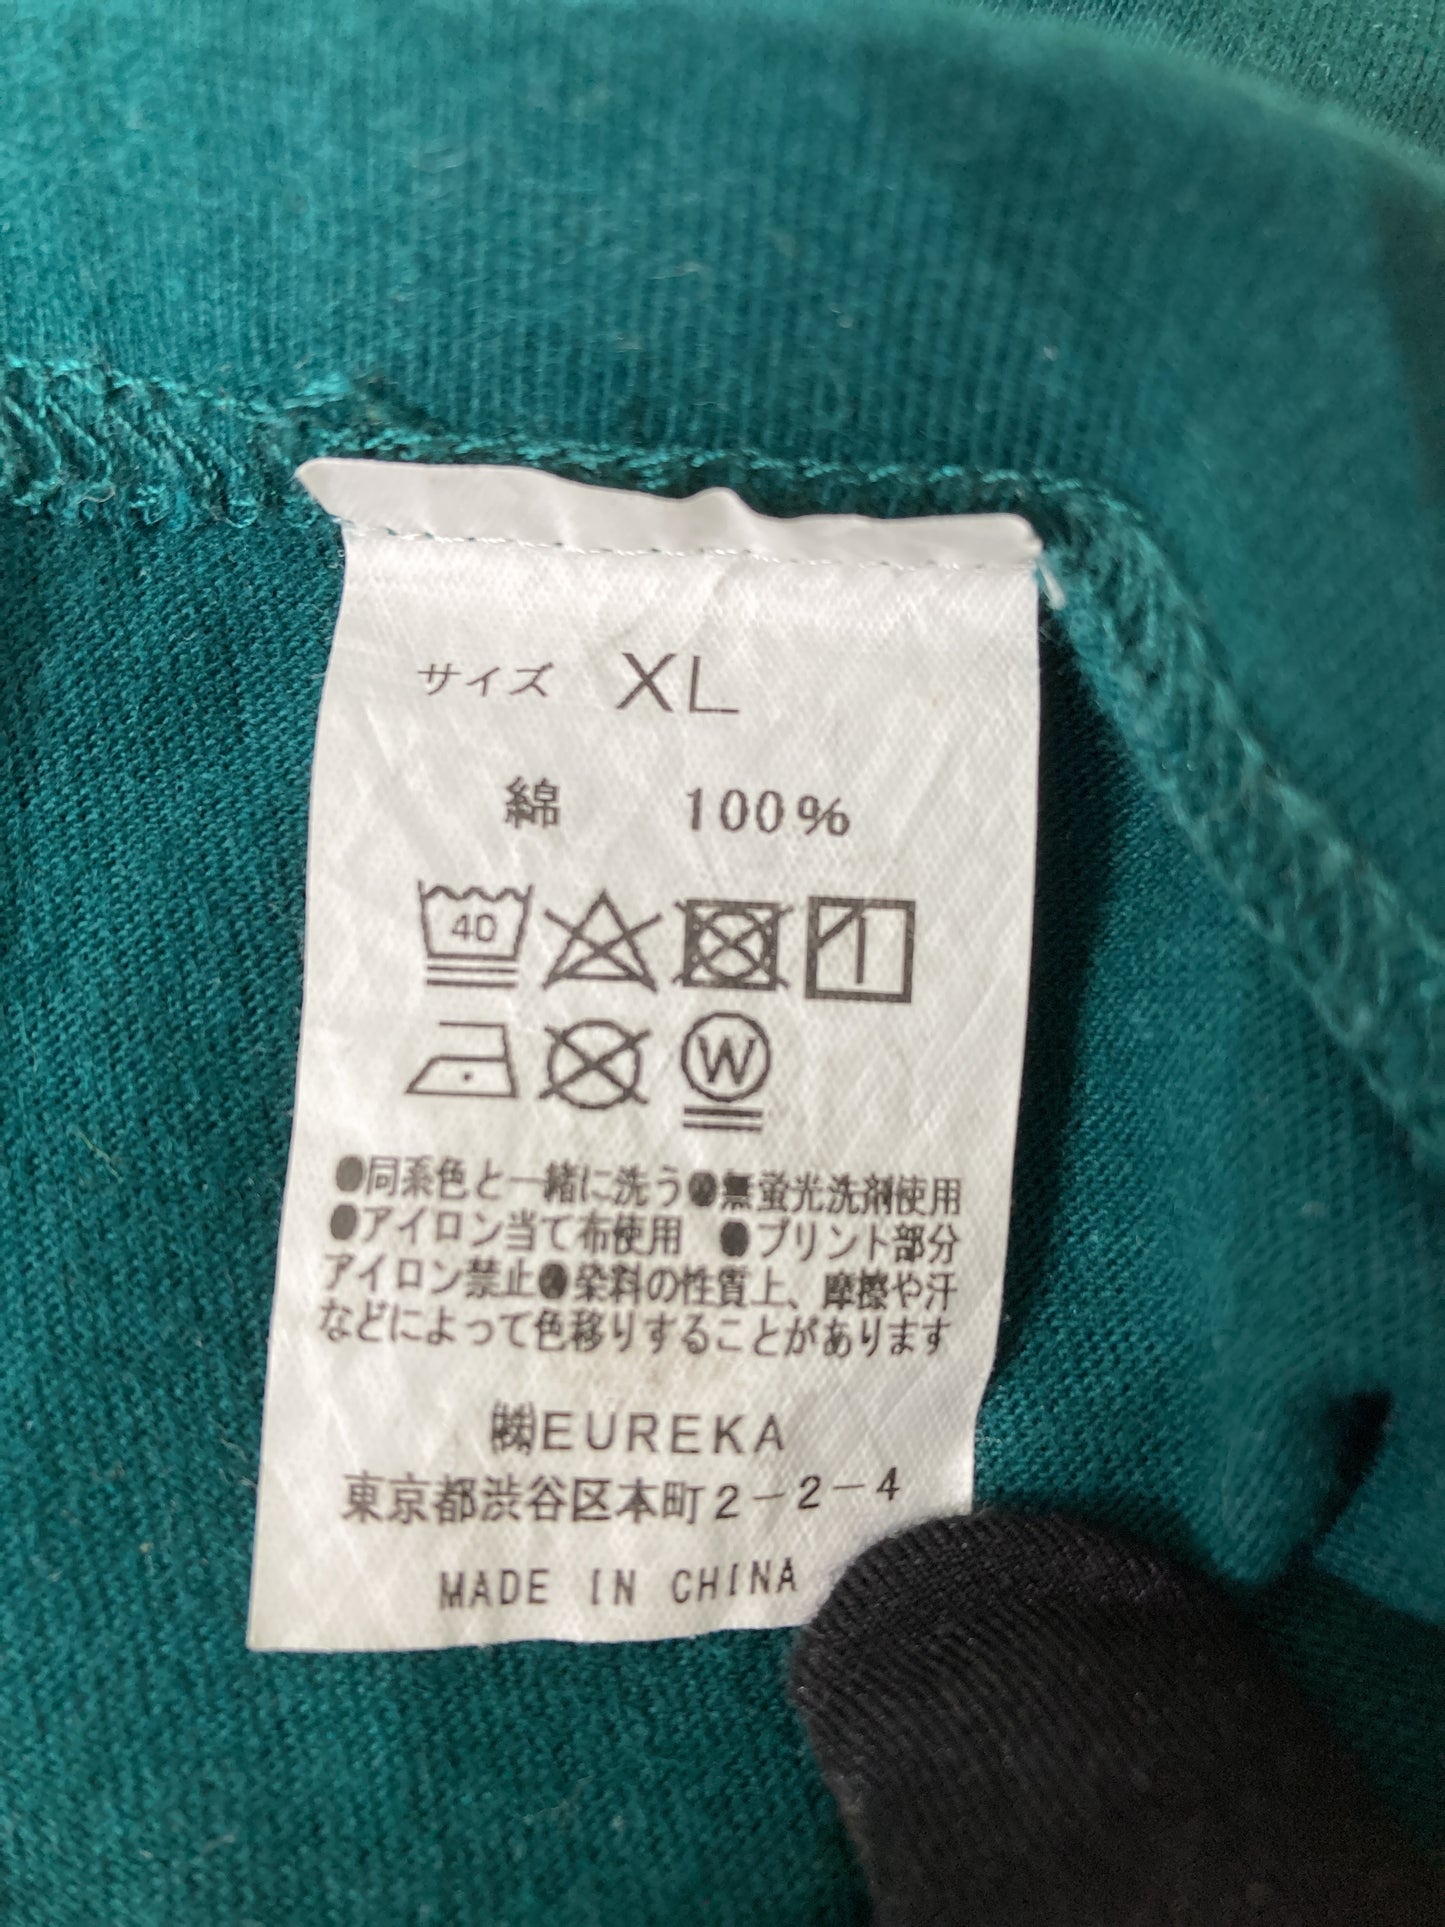 サイズ XL
綿 100%
40
W
●同系色と一緒に洗う●無蛍光洗剤使用
●アイロン当て布使用 ●プリント部分
アイロン禁止●染料の性質上、摩擦や汗
などによって色移りすることがあります
㈱EUREKA
東京都渋谷区本町2-2-4
MADE IN CHINA